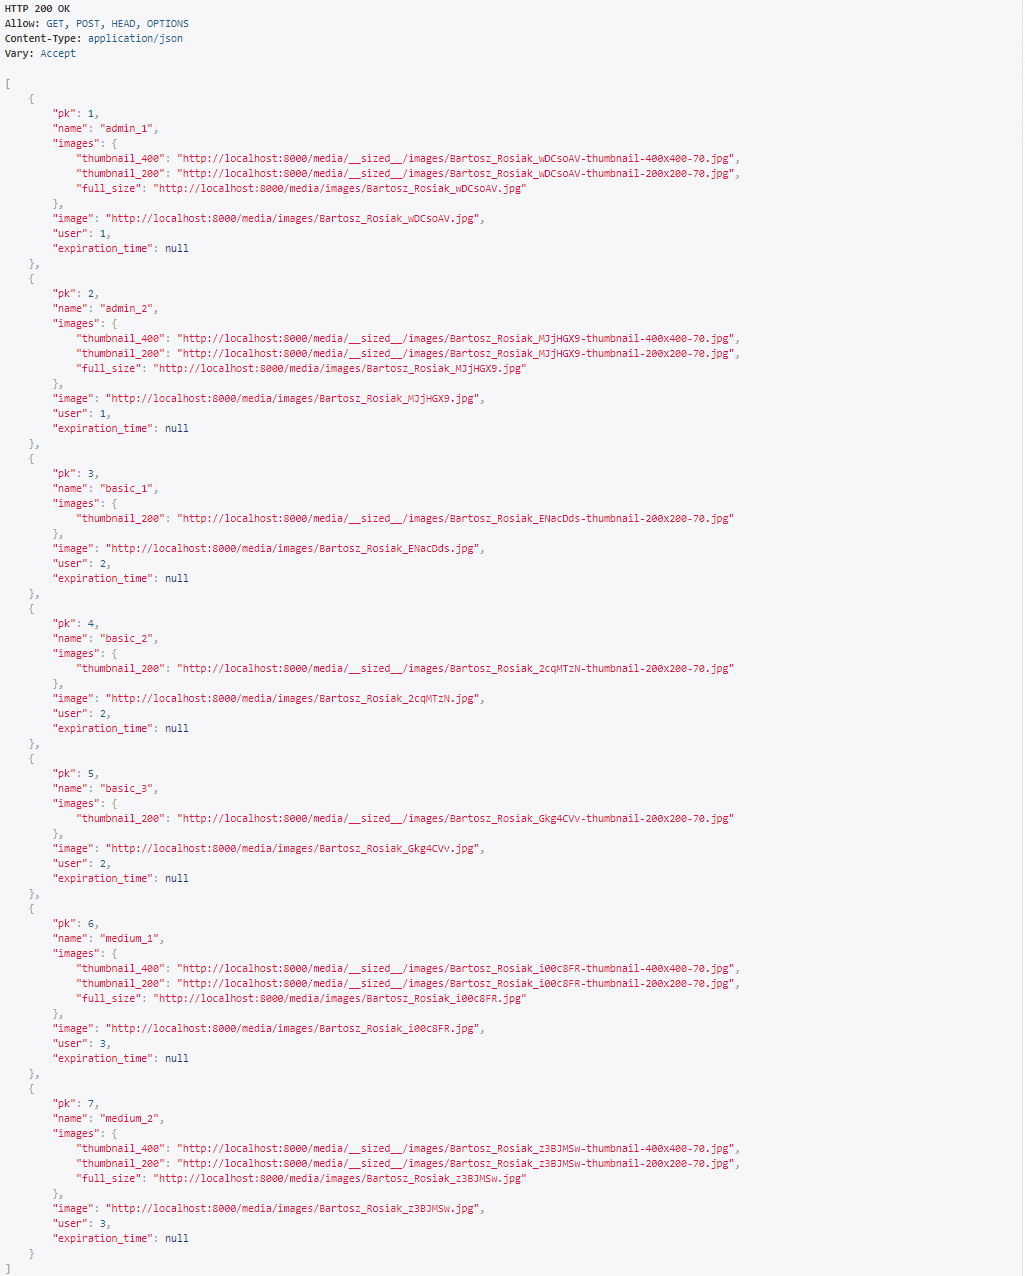 HTTP 200 OK
Allow: GET, POST, HEAD, OPTIONS
Content-Type: application/json
Vary: Accept
[
{
"pk": 1,
"name": "admin_1",
"images": {
"thumbnail_400": "http://localhost:8000/media/__sized__/images/Bartosz_Rosiak_wDCsoAV-thumbnail-400x400-70.jpg",
"thumbnail_200": "http://localhost:8000/media/__sized__/images/Bartosz_Rosiak_wDCsoAV-thumbnail-200x200-70.jpg",
"full_size": "http://localhost:8000/media/images/Bartosz_Rosiak_wDCsoAV.jpg"
},
"image": "http://localhost:8000/media/images/Bartosz_Rosiak_wDCsoAV.jpg",
"user": 1,
"expiration_time": null
},
{
"pk": 2,
"name": "admin_2",
"images": {
"thumbnail_400": "http://localhost:8000/media/__sized__/images/Bartosz_Rosiak_MJjHGX9-thumbnail-400x400-70.jpg",
"thumbnail_200": "http://localhost:8000/media/__sized__/images/Bartosz_Rosiak_MJjHGX9-thumbnail-200x200-70.jpg",
"full_size": "http://localhost:8000/media/images/Bartosz_Rosiak_MJjHGX9.jpg"
},
"image": "http://localhost:8000/media/images/Bartosz_Rosiak_MJjHGX9.jpg",
"user": 1,
"expiration_time": null
},
{
"pk": 3,
"name": "basic_1",
"images": {
"thumbnail_200": "http://localhost:8000/media/__sized__/images/Bartosz_Rosiak_ENacDds-thumbnail-200x200-70.jpg"
},
"image": "http://localhost:8000/media/images/Bartosz_Rosiak_ENacDds.jpg",
"user": 2,
"expiration_time": null
},
{
"pk": 4,
"name": "basic_2",
"images": {
"thumbnail_200": "http://localhost:8000/media/__sized__/images/Bartosz_Rosiak_2cqMTzN-thumbnail-200x200-70.jpg"
},
"image": "http://localhost:8000/media/images/Bartosz_Rosiak_2cqMTzN.jpg",
"user": 2,
"expiration_time": null
},
{
"pk": 5,
"name": "basic_3",
"images": {
"thumbnail_200": "http://localhost:8000/media/__sized__/images/Bartosz_Rosiak_Gkg4CVv-thumbnail-200x200-70.jpg"
},
"image": "http://localhost:8000/media/images/Bartosz_Rosiak_Gkg4CVv.jpg",
"user": 2,
"expiration_time": null
},
{
"pk": 6,
"name": "medium_1",
"images": {
"thumbnail_400": "http://localhost:8000/media/__sized__/images/Bartosz_Rosiak_i00c8FR-thumbnail-400x400-70.jpg",
"thumbnail_200": "http://localhost:8000/media/__sized__/images/Bartosz_Rosiak_i00c8FR-thumbnail-200x200-70.jpg",
"full_size": "http://localhost:8000/media/images/Bartosz_Rosiak_i00c8FR.jpg"
},
"image": "http://localhost:8000/media/images/Bartosz_Rosiak_i00c8FR.jpg",
"user": 3,
"expiration_time": null
},
{
"pk": 7,
"name": "medium_2",
"images": {
"thumbnail_400": "http://localhost:8000/media/__sized__/images/Bartosz_Rosiak_z3BJMSw-thumbnail-400x400-70.jpg",
"thumbnail_200": "http://localhost:8000/media/__sized__/images/Bartosz_Rosiak_z3BJMSw-thumbnail-200x200-70.jpg",
"full_size": "http://localhost:8000/media/images/Bartosz_Rosiak_z3BJMSw.jpg"
},
"image": "http://localhost:8000/media/images/Bartosz_Rosiak_z3BJMSw.jpg",
"user": 3,
"expiration_time": null
}
]